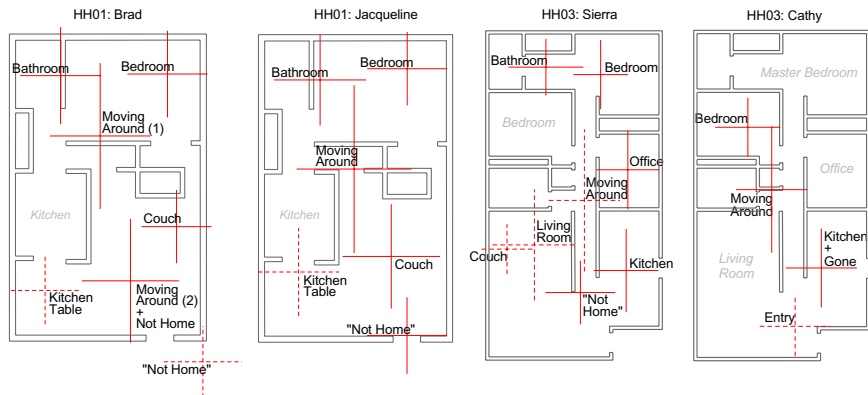 HH01: Brad
Bathroom
Bedroom
Moving
Around (1)
Kitchen
Couch
Kitchen
Table
Moving
Around (2)
+
Not Home
"Not Home"
HH01: Jacqueline
Bathroom
Bedroom
Moving
Around
Kitchen
Couch
Kitchen
Table
"Not Home"
HH03: Sierra
Bathroom
Bedroom
Bedroom
Office
Moving
Around
Living
Room
Couch
Kitchen
"Not
Home"
HH03: Cathy
Master Bedroom
Bedroom
Office
Moving
Around
Kitchen
+
Gone
Living
Room
Entry